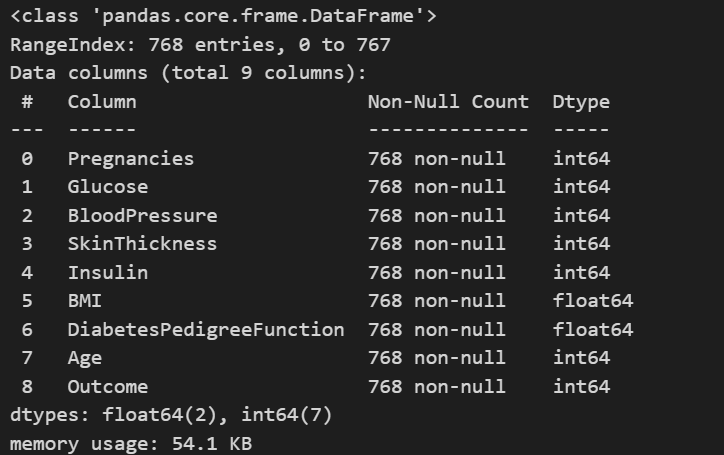 <class 'pandas.core.frame.DataFrame'>
RangeIndex: 768 entries, 0 to 767
Data columns (total 9 columns):
 #   Column                    Non-Null Count  Dtype
---  ------                    --------------  -----
 0   Pregnancies               768 non-null    int64
 1   Glucose                   768 non-null    int64
 2   BloodPressure             768 non-null    int64
 3   SkinThickness             768 non-null    int64
 4   Insulin                   768 non-null    int64
 5   BMI                       768 non-null    float64
 6   DiabetesPedigreeFunction  768 non-null    float64
 7   Age                       768 non-null    int64
 8   Outcome                   768 non-null    int64
dtypes: float64(2), int64(7)
memory usage: 54.1 KB